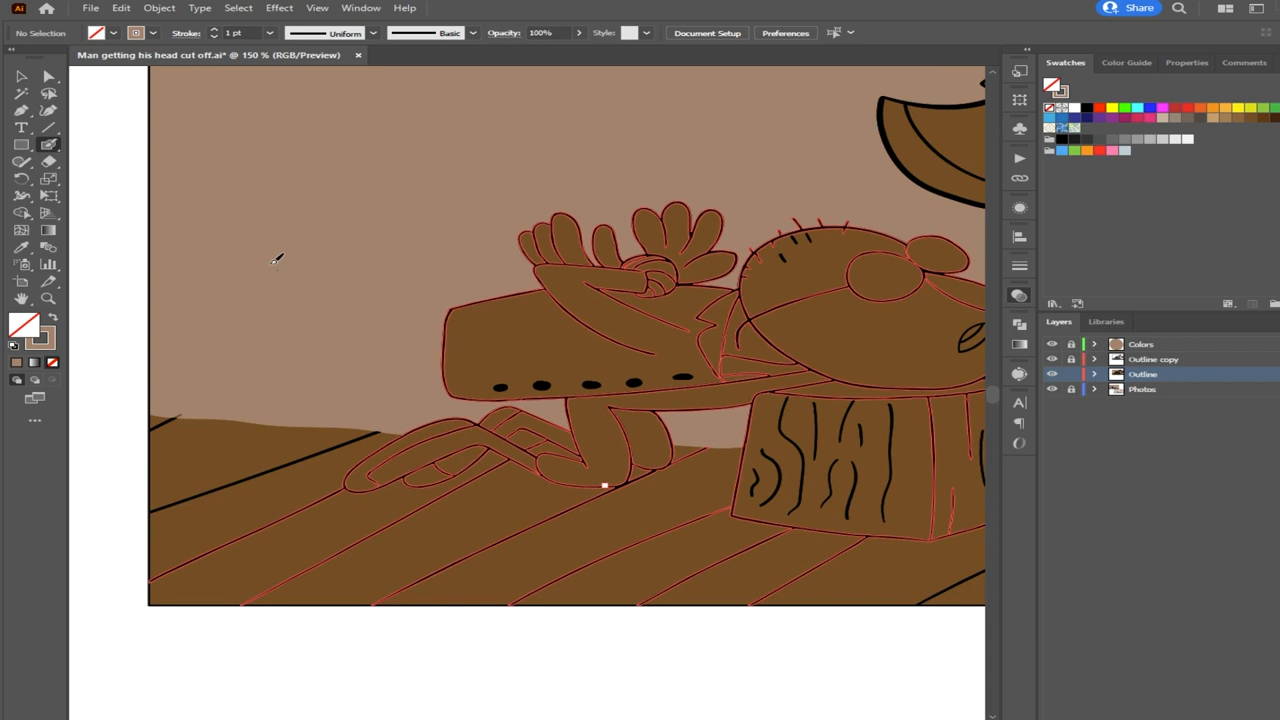 Ai File Edit Object Type Select Effect View Window Help Share
No Selection Stroke: 1 pt Uniform Basic Opacity: 100% Style: Document Setup Preferences
Man getting his head cut off.ai* @ 150 % (RGB/Preview) ×
Swatches Color Guide Properties Comments
Layers Libraries
Colors
Outline copy
Outline
Photos